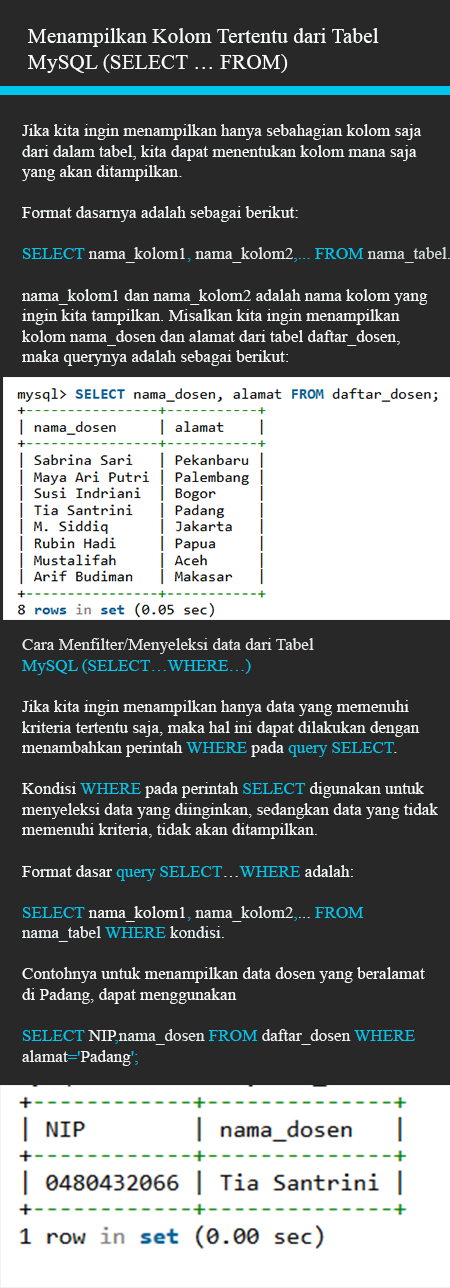 Menampilkan Kolom Tertentu dari Tabel
MySQL (SELECT … FROM)
Jika kita ingin menampilkan hanya sebahagian kolom saja
dari dalam tabel, kita dapat menentukan kolom mana saja
yang akan ditampilkan.
Format dasarnya adalah sebagai berikut:
SELECT nama_kolom1, nama_kolom2,... FROM nama_tabel.
nama_kolom1 dan nama_kolom2 adalah nama kolom yang
ingin kita tampilkan. Misalkan kita ingin menampilkan
kolom nama_dosen dan alamat dari tabel daftar_dosen,
maka querynya adalah sebagai berikut:
mysql> SELECT nama_dosen, alamat FROM daftar_dosen;
+----------------+-----------+
| nama_dosen | alamat |
+----------------+-----------+
| Sabrina Sari | Pekanbaru |
| Maya Ari Putri | Palembang |
| Susi Indriani | Bogor |
| Tia Santrini | Padang |
| M. Siddiq | Jakarta |
| Rubin Hadi | Papua |
| Mustalifah | Aceh |
| Arif Budiman | Makasar |
+----------------+-----------+
8 rows in set (0.05 sec)
Cara Menfilter/Menyeleksi data dari Tabel
MySQL (SELECT…WHERE…)
Jika kita ingin menampilkan hanya data yang memenuhi
kriteria tertentu saja, maka hal ini dapat dilakukan dengan
menambahkan perintah WHERE pada query SELECT.
Kondisi WHERE pada perintah SELECT digunakan untuk
menyeleksi data yang diinginkan, sedangkan data yang tidak
memenuhi kriteria, tidak akan ditampilkan.
Format dasar query SELECT…WHERE adalah:
SELECT nama_kolom1, nama_kolom2,... FROM
nama_tabel WHERE kondisi.
Contohnya untuk menampilkan data dosen yang beralamat
di Padang, dapat menggunakan
SELECT NIP,nama_dosen FROM daftar_dosen WHERE
alamat='Padang';
+------------+--------------+
| NIP | nama_dosen |
+------------+--------------+
| 0480432066 | Tia Santrini |
+------------+--------------+
1 row in set (0.00 sec)